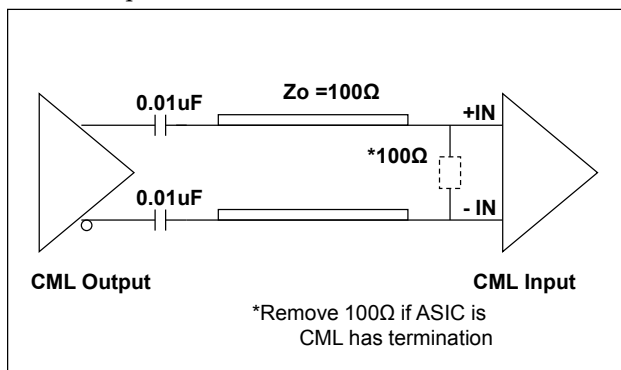 0.01uF
Zo =100Ω
+IN
*100Ω
0.01uF
- IN
CML Output
CML Input
*Remove 100Ω if ASIC is
CML has termination